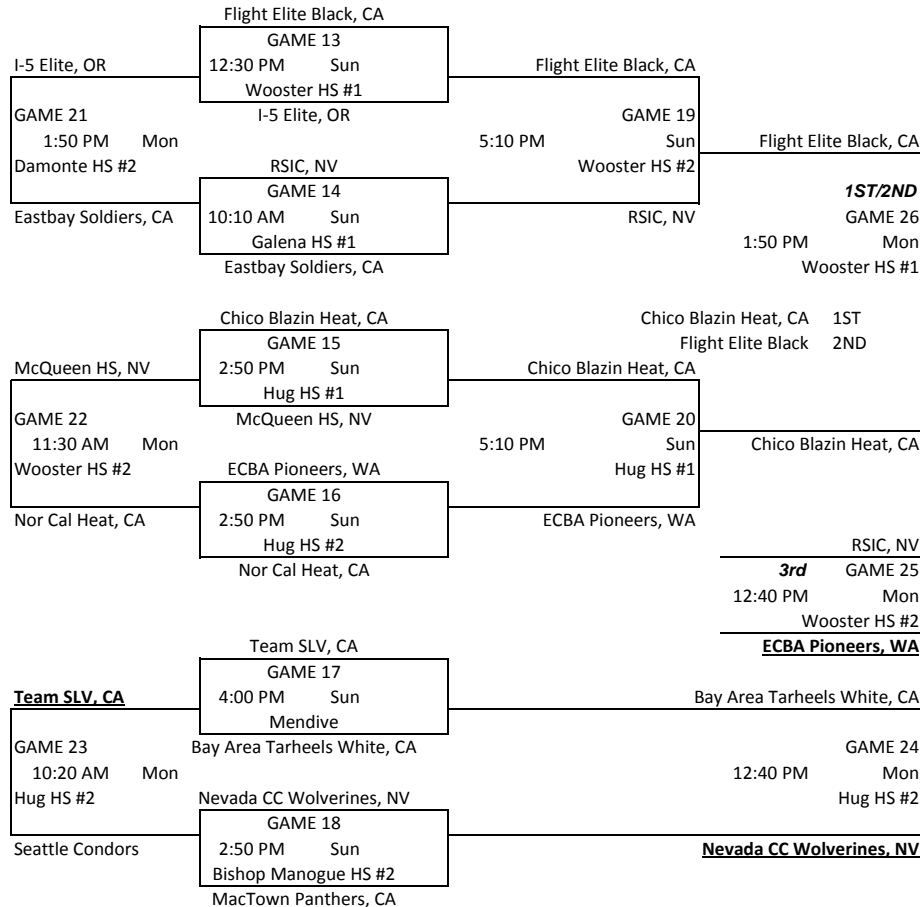 Flight Elite Black, CA
GAME 13
I-5 Elite, OR 12:30 PM Sun Flight Elite Black, CA
Wooster HS #1
GAME 21 I-5 Elite, OR GAME 19
1:50 PM Mon 5:10 PM Sun Flight Elite Black, CA
Damonte HS #2 RSIC, NV Wooster HS #2
GAME 14 1ST/2ND
Eastbay Soldiers, CA 10:10 AM Sun RSIC, NV GAME 26
Galena HS #1 1:50 PM Mon
Eastbay Soldiers, CA Wooster HS #1
Chico Blazin Heat, CA Chico Blazin Heat, CA 1ST
GAME 15 Flight Elite Black 2ND
McQueen HS, NV 2:50 PM Sun Chico Blazin Heat, CA
Hug HS #1
GAME 22 McQueen HS, NV GAME 20
11:30 AM Mon 5:10 PM Sun Chico Blazin Heat, CA
Wooster HS #2 ECBA Pioneers, WA Hug HS #1
GAME 16
Nor Cal Heat, CA 2:50 PM Sun ECBA Pioneers, WA
Hug HS #2 RSIC, NV
Nor Cal Heat, CA 3rd GAME 25
12:40 PM Mon
Wooster HS #2
Team SLV, CA ECBA Pioneers, WA
GAME 17
Team SLV, CA 4:00 PM Sun Bay Area Tarheels White, CA
Mendive
GAME 23 Bay Area Tarheels White, CA GAME 24
10:20 AM Mon 12:40 PM Mon
Hug HS #2 Nevada CC Wolverines, NV Hug HS #2
GAME 18
Seattle Condors 2:50 PM Sun Nevada CC Wolverines, NV
Bishop Manogue HS #2
MacTown Panthers, CA